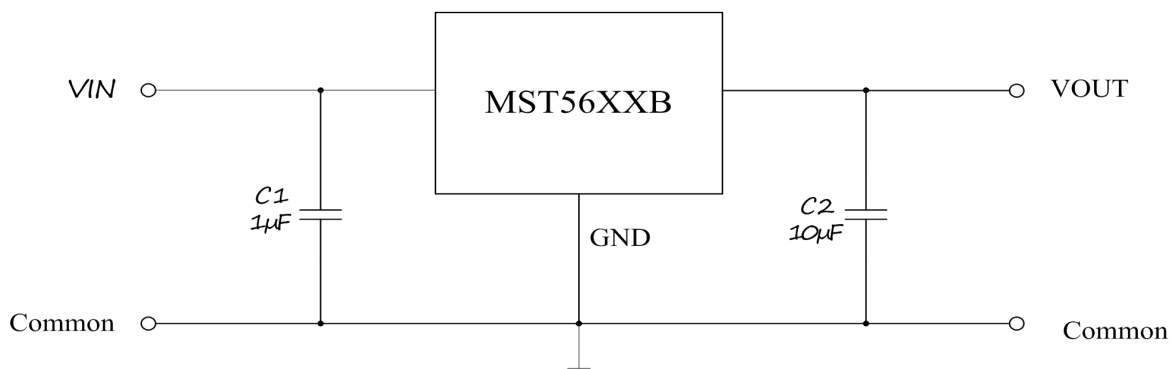 MST56XXB
VIN
VOUT
C1
1µF
C2
10µF
GND
Common
Common